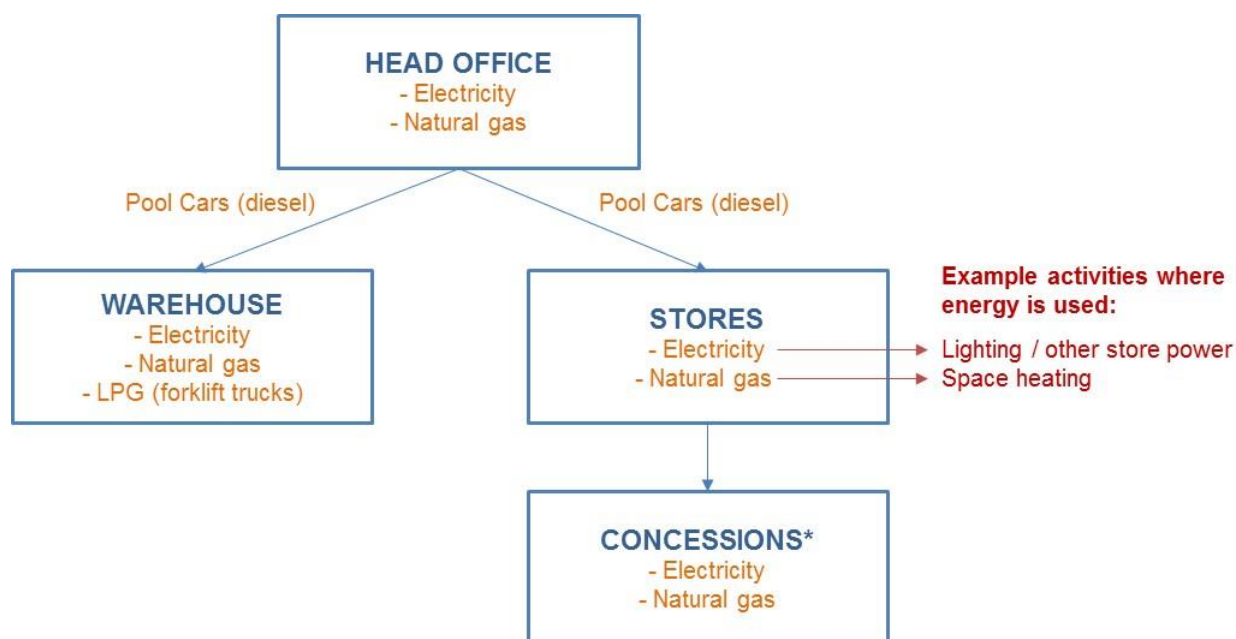 HEAD OFFICE
- Electricity
- Natural gas
Pool Cars (diesel)
Pool Cars (diesel)
WAREHOUSE
- Electricity
- Natural gas
- LPG (forklift trucks)
STORES
- Electricity
- Natural gas
Example activities where
energy is used:
Lighting / other store power
Space heating
CONCESSIONS*
- Electricity
- Natural gas